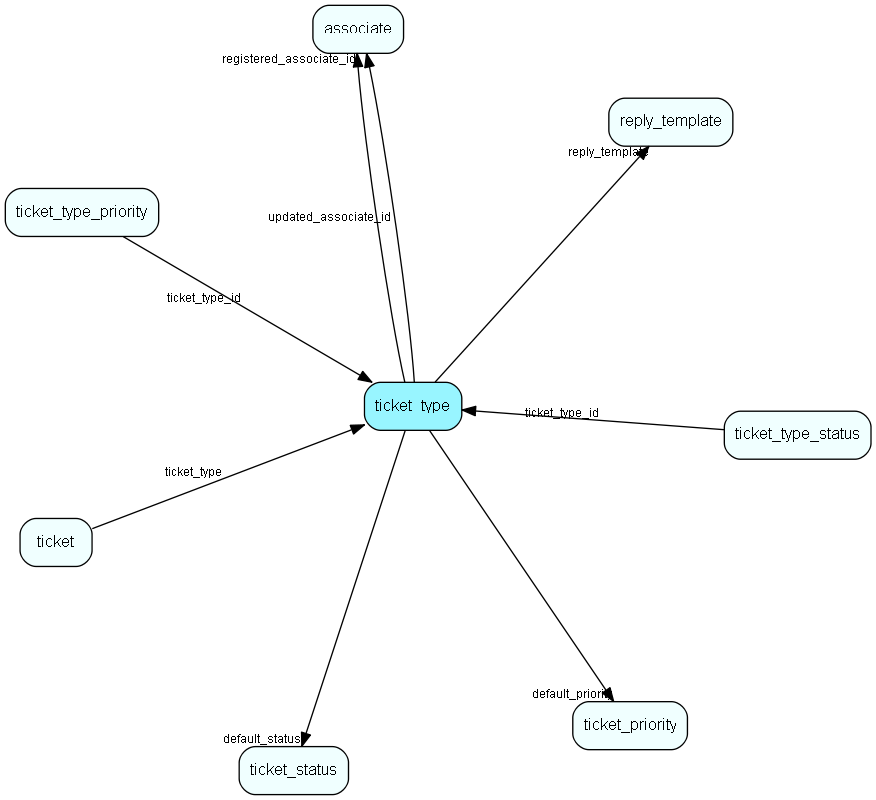 associate
registered_associate_id
reply_template
reply_template
ticket_type_priority
updated_associate_id
ticket_type_id
ticket_type
ticket_type_id
ticket_type_status
ticket_type
ticket
default_priority
ticket_priority
default_status
ticket_status